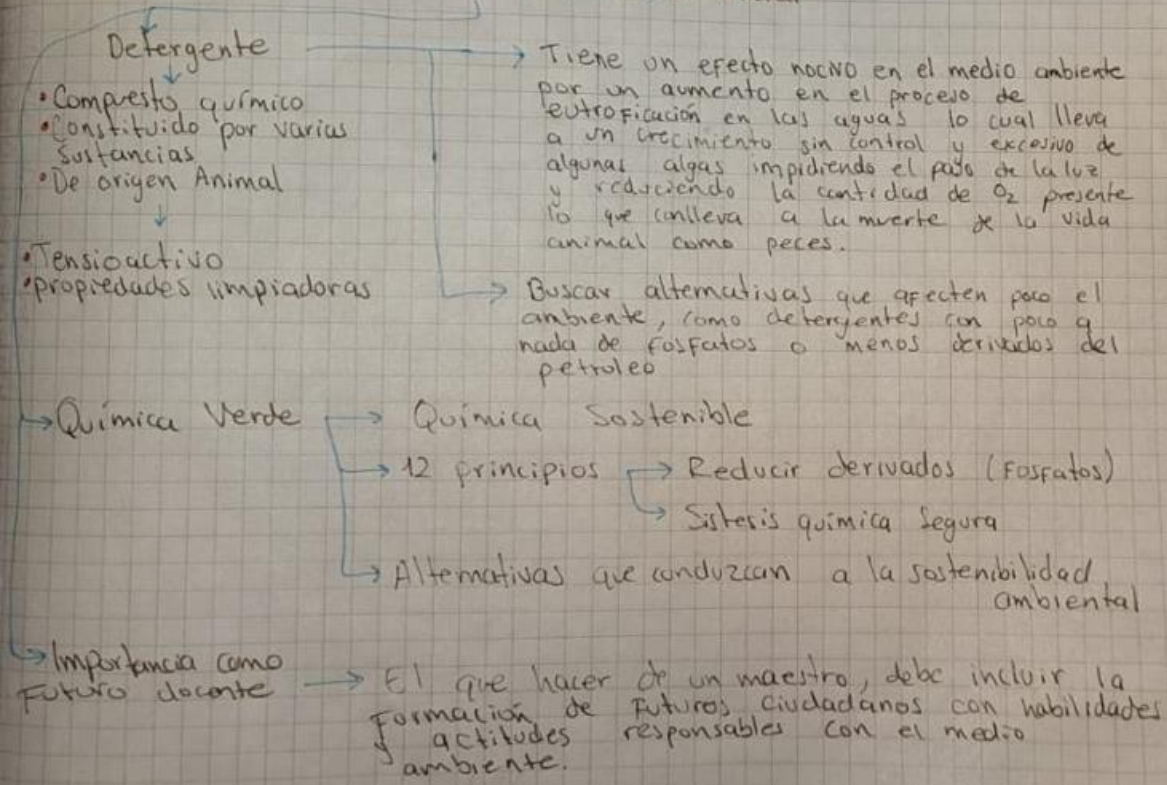 Detergente
• Compuesto químico
• Constituido por varias
sustancias
• De origen Animal
• Tensioactivo
• propiedades limpiadoras
Tiene un efecto nocivo en el medio ambiente
por un aumento en el proceso de
eutroficación en las aguas lo cual lleva
a un crecimiento sin control y excesivo de
algunas algas impidiendo el paso de la luz
y reduciendo la cantidad de O₂ presente
lo que conlleva a la muerte de la vida
animal como peces.
Buscar alternativas que afecten poco el
ambiente, como detergentes con poco a
nada de fosfatos o menos derivados del
petroleo
Química Verde
Química Sostenible
12 principios
Reducir derivados (Fosfatos)
Sistesis química segura
Alternativas que conduzcan a la sostenibilidad
ambiental
Importancia como
Futuro docente
El que hacer de un maestro, debe incluir la
Formación de Futuros ciudadanos con habilidades
y actitudes responsables con el medio
ambiente.